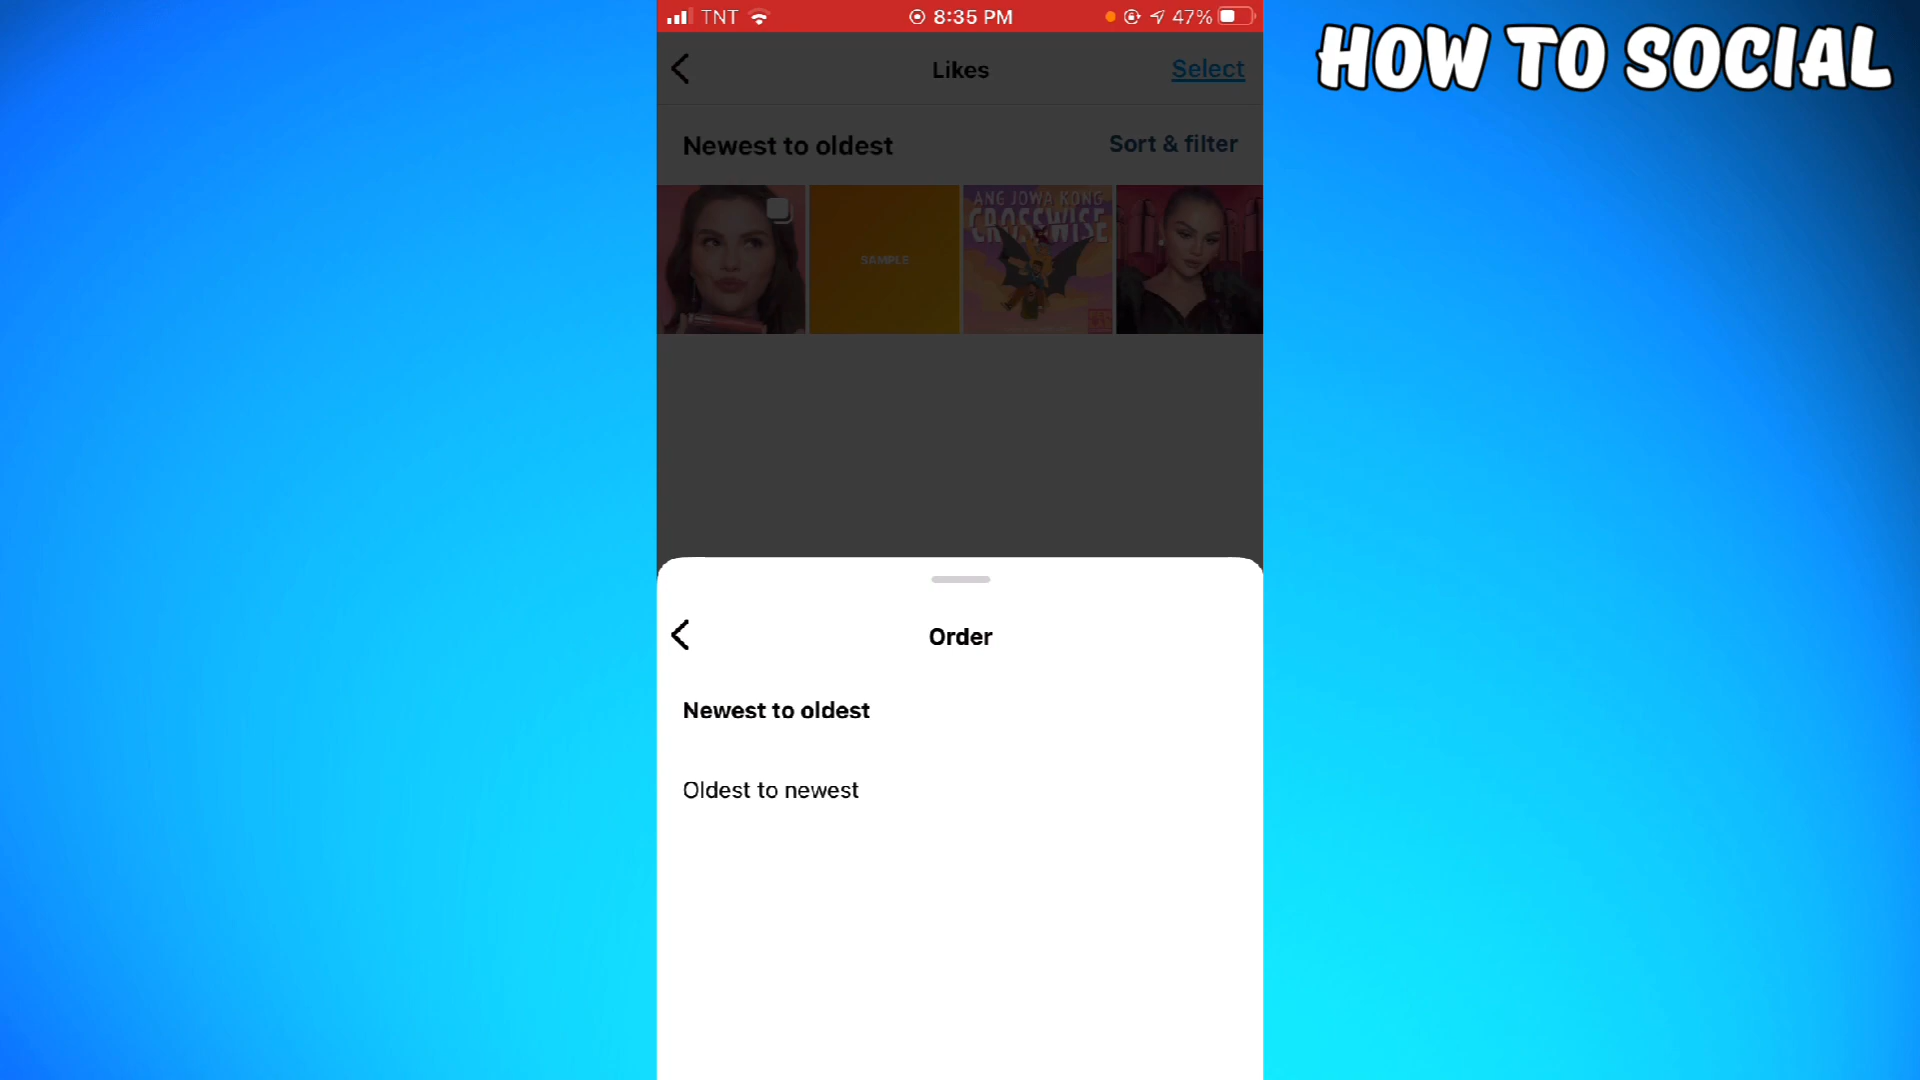 TNT 8:35 PM 47%
HOW TO SOCIAL
Likes
Select
Newest to oldest
Sort & filter
SAMPLE
ANG JOWA KONG
CROSSWISE
Order
Newest to oldest
Oldest to newest